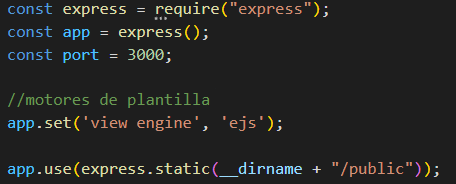 const express = require("express");
const app = express();
const port = 3000;
//motores de plantilla
app.set('view engine', 'ejs');
app.use(express.static(__dirname + "/public"));